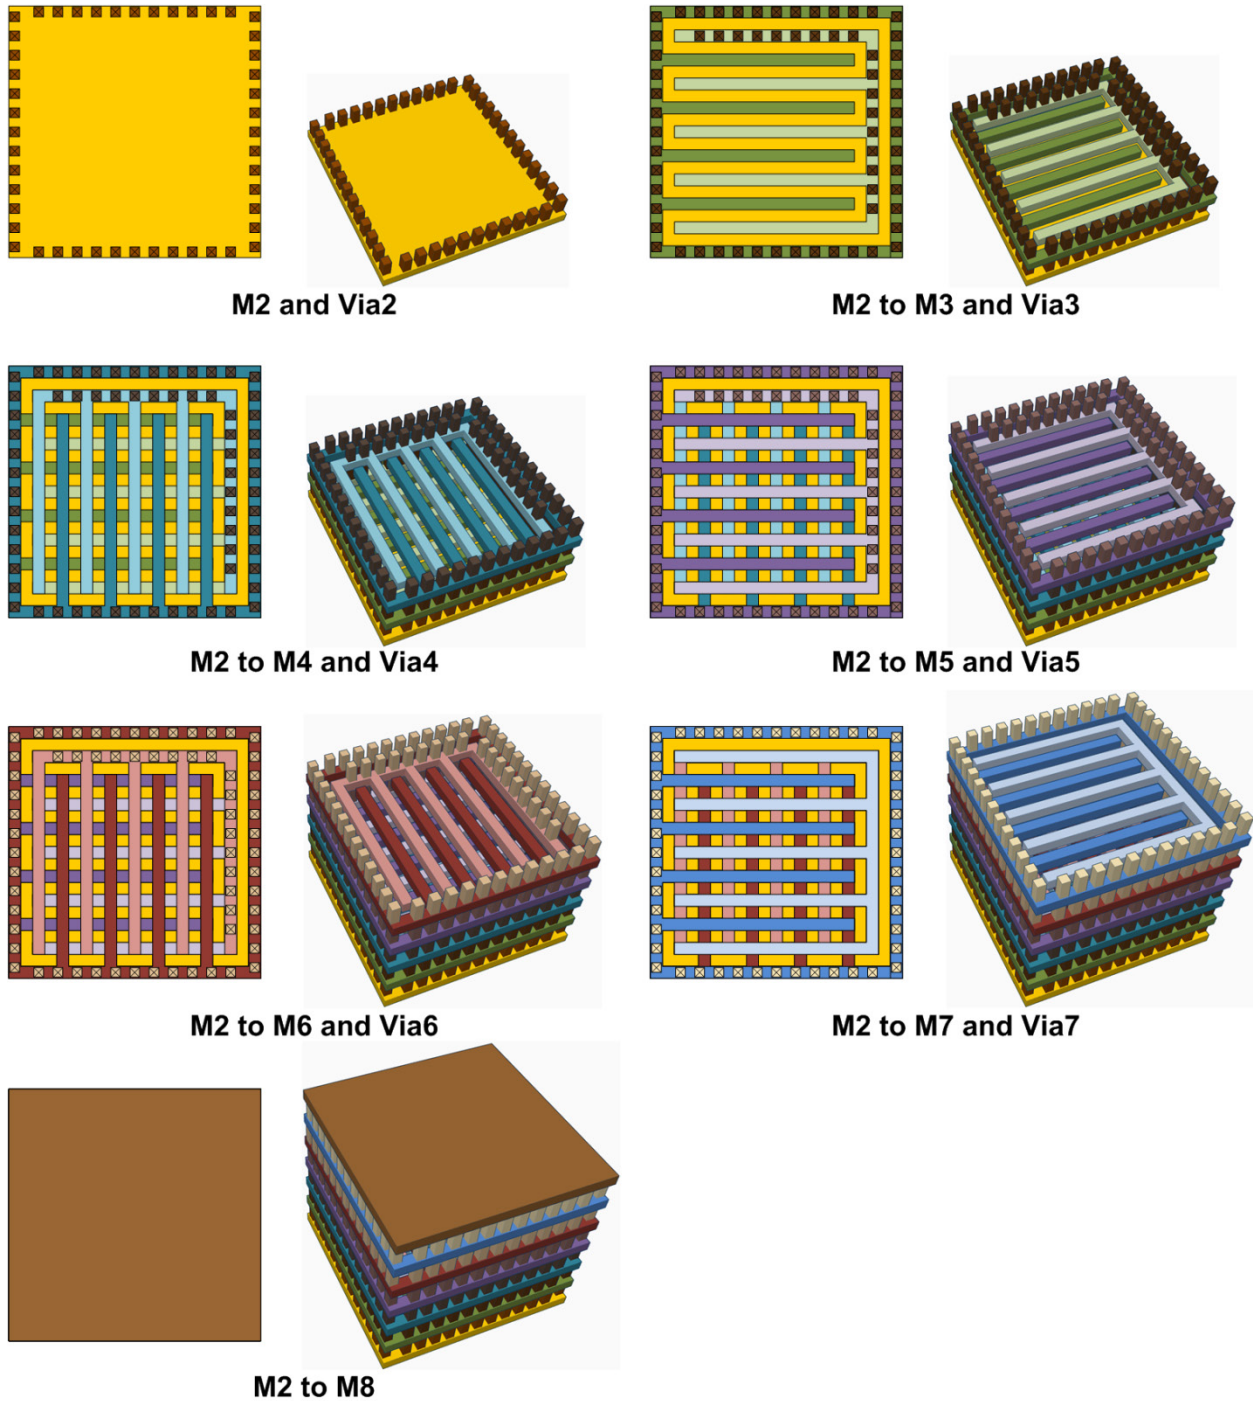 M2 and Via2
M2 to M3 and Via3
M2 to M4 and Via4
M2 to M5 and Via5
M2 to M6 and Via6
M2 to M7 and Via7
M2 to M8